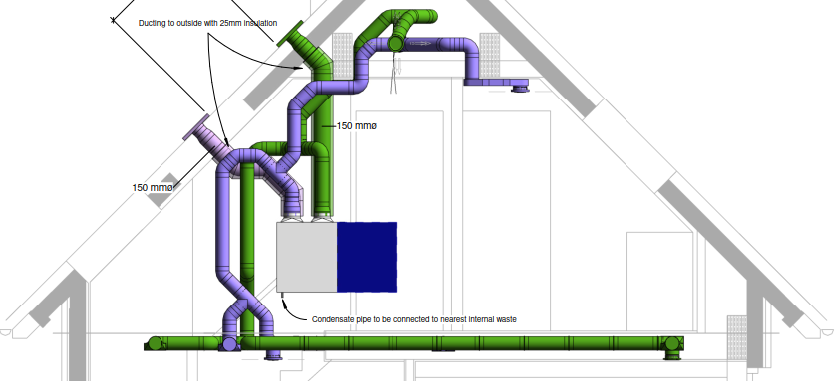 Ducting to outside with 25mm insulation
150 mmø
150 mmø
Condensate pipe to be connected to nearest internal waste